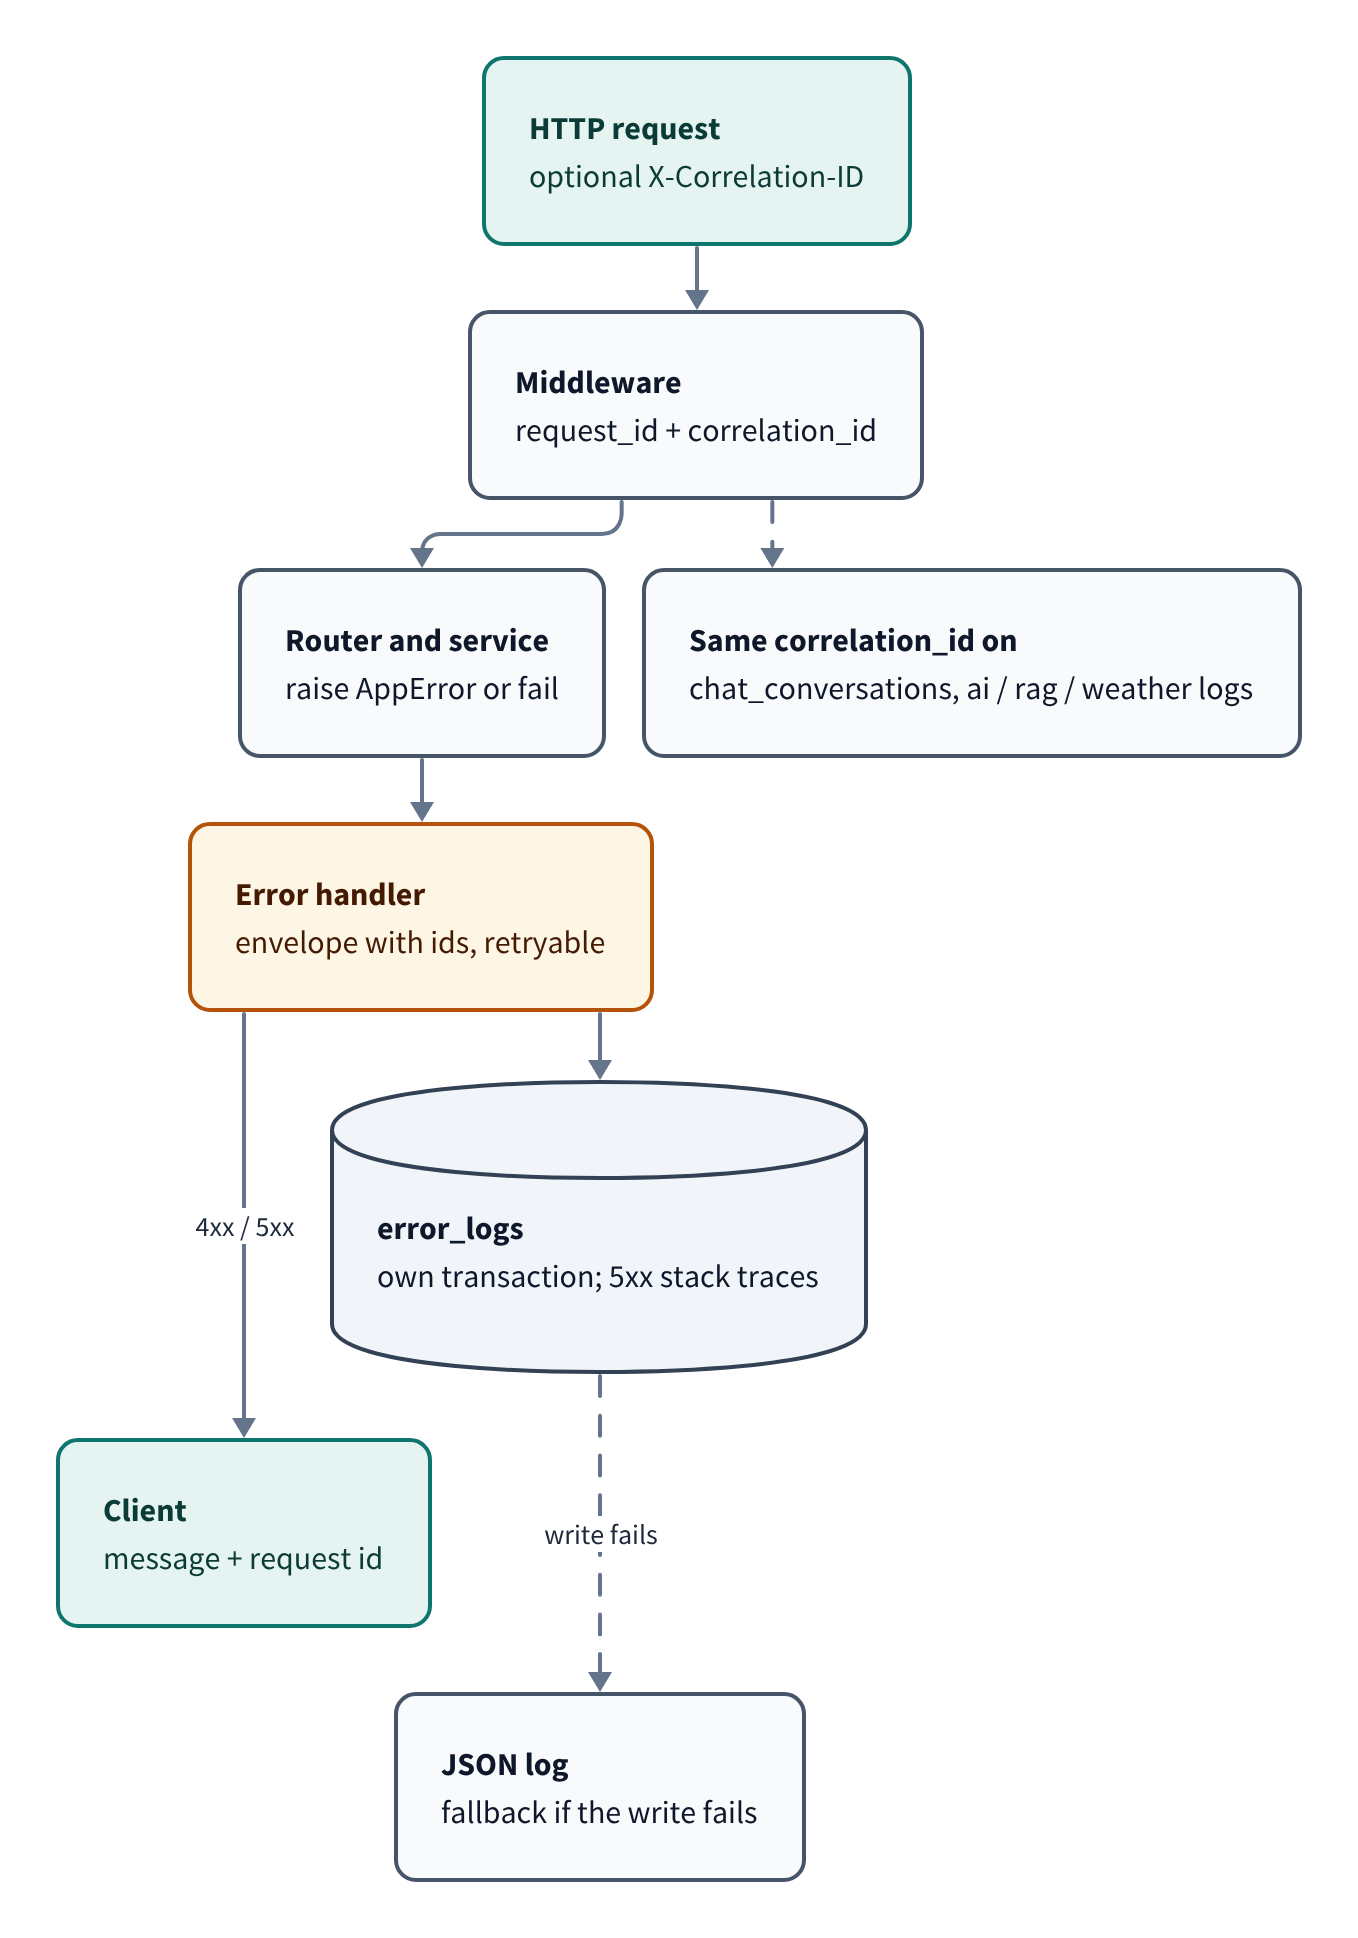 HTTP request
optional X-Correlation-ID
Middleware
request_id + correlation_id
Router and service
raise AppError or fail
Same correlation_id on
chat_conversations, ai / rag / weather logs
Error handler
envelope with ids, retryable
4xx / 5xx
error_logs
own transaction; 5xx stack traces
Client
message + request id
write fails
JSON log
fallback if the write fails